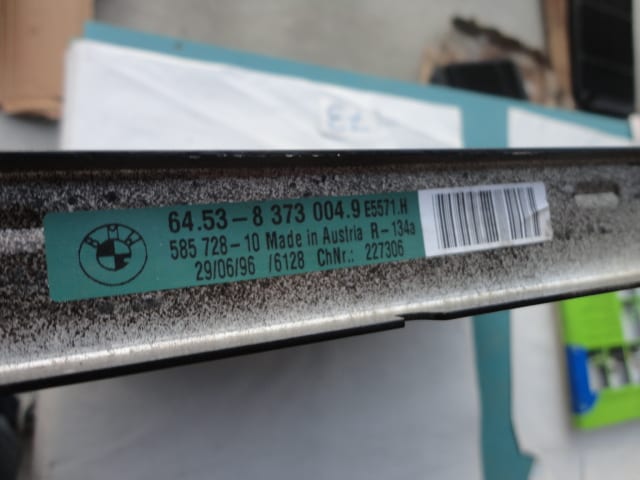 BMW
64.53-8 373 004.9 E5571.H
585 728-10 Made in Austria R-134a
29/06/96 /6128 ChNr.: 227306